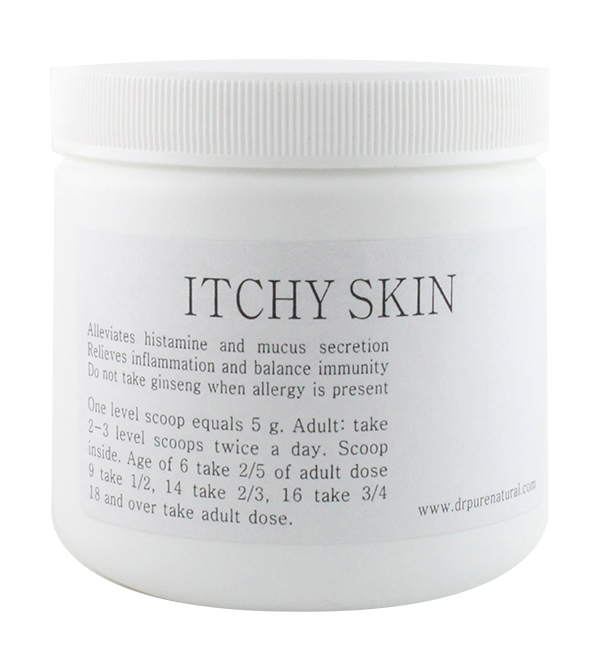 ITCHY SKIN
Alleviates histamine and mucus secretion
Relieves inflammation and balance immunity
Do not take ginseng when allergy is present
One level scoop equals 5 g. Adult: take
2-3 level scoops twice a day. Scoop
inside. Age of 6 take 2/5 of adult dose
9 take 1/2, 14 take 2/3, 16 take 3/4
18 and over take adult dose.
www.drpurenatural.com